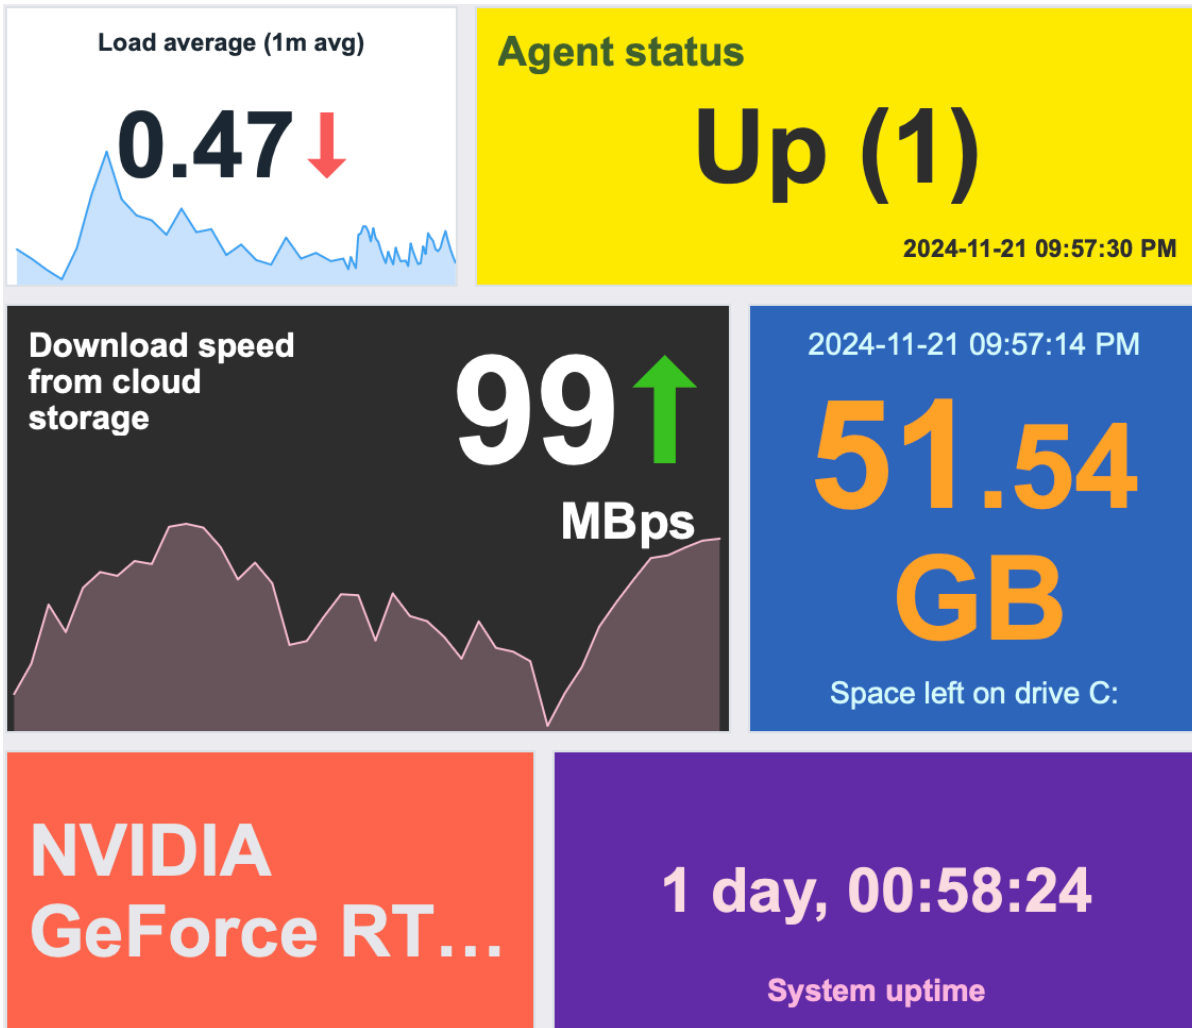 Load average (1m avg)
0.47
Agent status
Up (1)
2024-11-21 09:57:30 PM
Download speed
from cloud
storage
99
MBps
2024-11-21 09:57:14 PM
51.54
GB
Space left on drive C:
NVIDIA
GeForce RT…
1 day, 00:58:24
System uptime